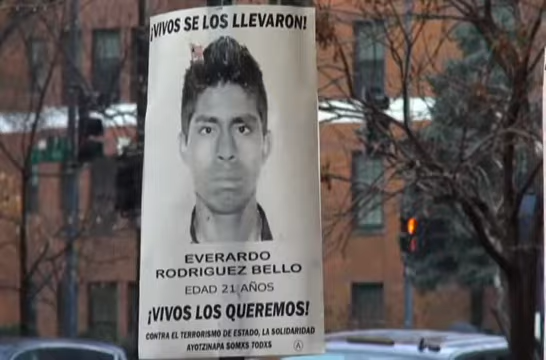 ¡VIVOS SE LOS LLEVARON!
EVERARDO
RODRIGUEZ BELLO
EDAD 21 AÑOS
¡VIVOS LOS QUEREMOS!
CONTRA EL TERRORISMO DE ESTADO, LA SOLIDARIDAD
AYOTZINAPA SOMXS TODXS